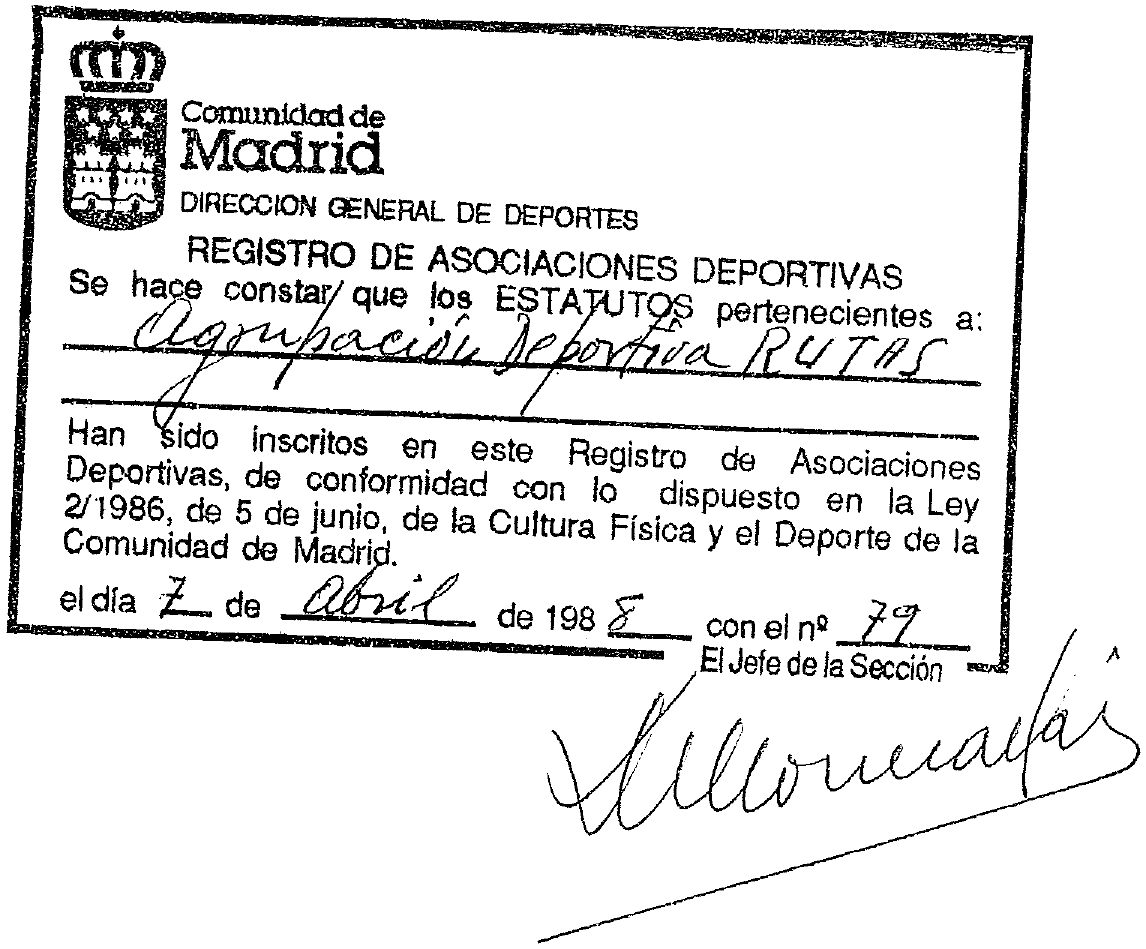 Comunidad de
Madrid
DIRECCION GENERAL DE DEPORTES
REGISTRO DE ASOCIACIONES DEPORTIVAS
Se hace constar que los ESTATUTOS pertenecientes a:
Agrupación Deportiva RUTAS
Han sido inscritos en este Registro de Asociaciones
Deportivas, de conformidad con lo dispuesto en la Ley
2/1986, de 5 de junio, de la Cultura Física y el Deporte de la
Comunidad de Madrid.
el día 7 de abril de 1988 con el nº 79
El Jefe de la Sección